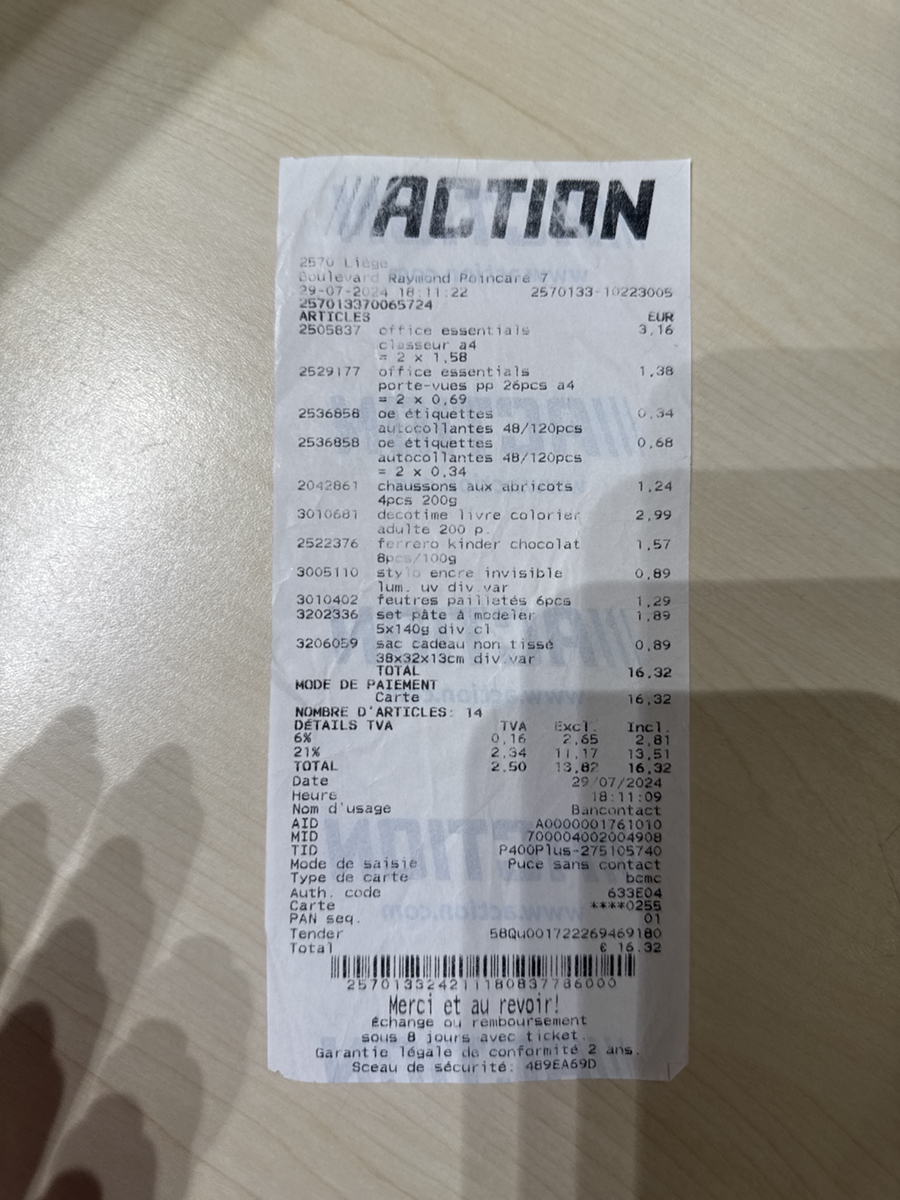 ACTION
2570 Liège
Boulevard Raymond Poincare 7
29-07-2024 18:11:22 2570133-10223005
257013370065724
ARTICLES EUR
2505837 office essentials 3,16
classeur a4
= 2 x 1,58
2529177 office essentials 1,38
porte-vues pp 26pcs a4
= 2 x 0,69
2536858 oe étiquettes 0,34
autocollantes 48/120pcs
2536858 oe étiquettes 0,68
autocollantes 48/120pcs
= 2 x 0,34
2042861 chaussons aux abricots 1,24
4pcs 200g
3010681 decotime livre colorier 2,99
adulte 200 p.
2522376 ferrero kinder chocolat 1,57
8pcs/100g
3005110 stylo encre invisible 0,89
lum. uv div.var
3010402 feutres pailletés 6pcs 1,29
3202336 set pâte à modeler 1,89
5x140g div cl
3206059 sac cadeau non tissé 0,89
38x32x13cm div.var
TOTAL 16,32
MODE DE PAIEMENT
Carte 16,32
NOMBRE D'ARTICLES: 14
DÉTAILS TVA TVA Excl. Incl.
6% 0,16 2,65 2,81
21% 2,34 11,17 13,51
TOTAL 2,50 13,82 16,32
Date 29/07/2024
Heure 18:11:09
Nom d'usage Bancontact
AID A0000001761010
MID 700004002004908
TID P400Plus-275105740
Mode de saisie Puce sans contact
Type de carte bcmc
Auth. code 633E04
Carte ****0255
PAN seq. 01
Tender 58Qu001722269469180
Total € 16.32
2570133242111180837786000
Merci et au revoir!
Échange ou remboursement
sous 8 jours avec ticket.
Garantie légale de conformité 2 ans.
Sceau de sécurité: 489EA69D